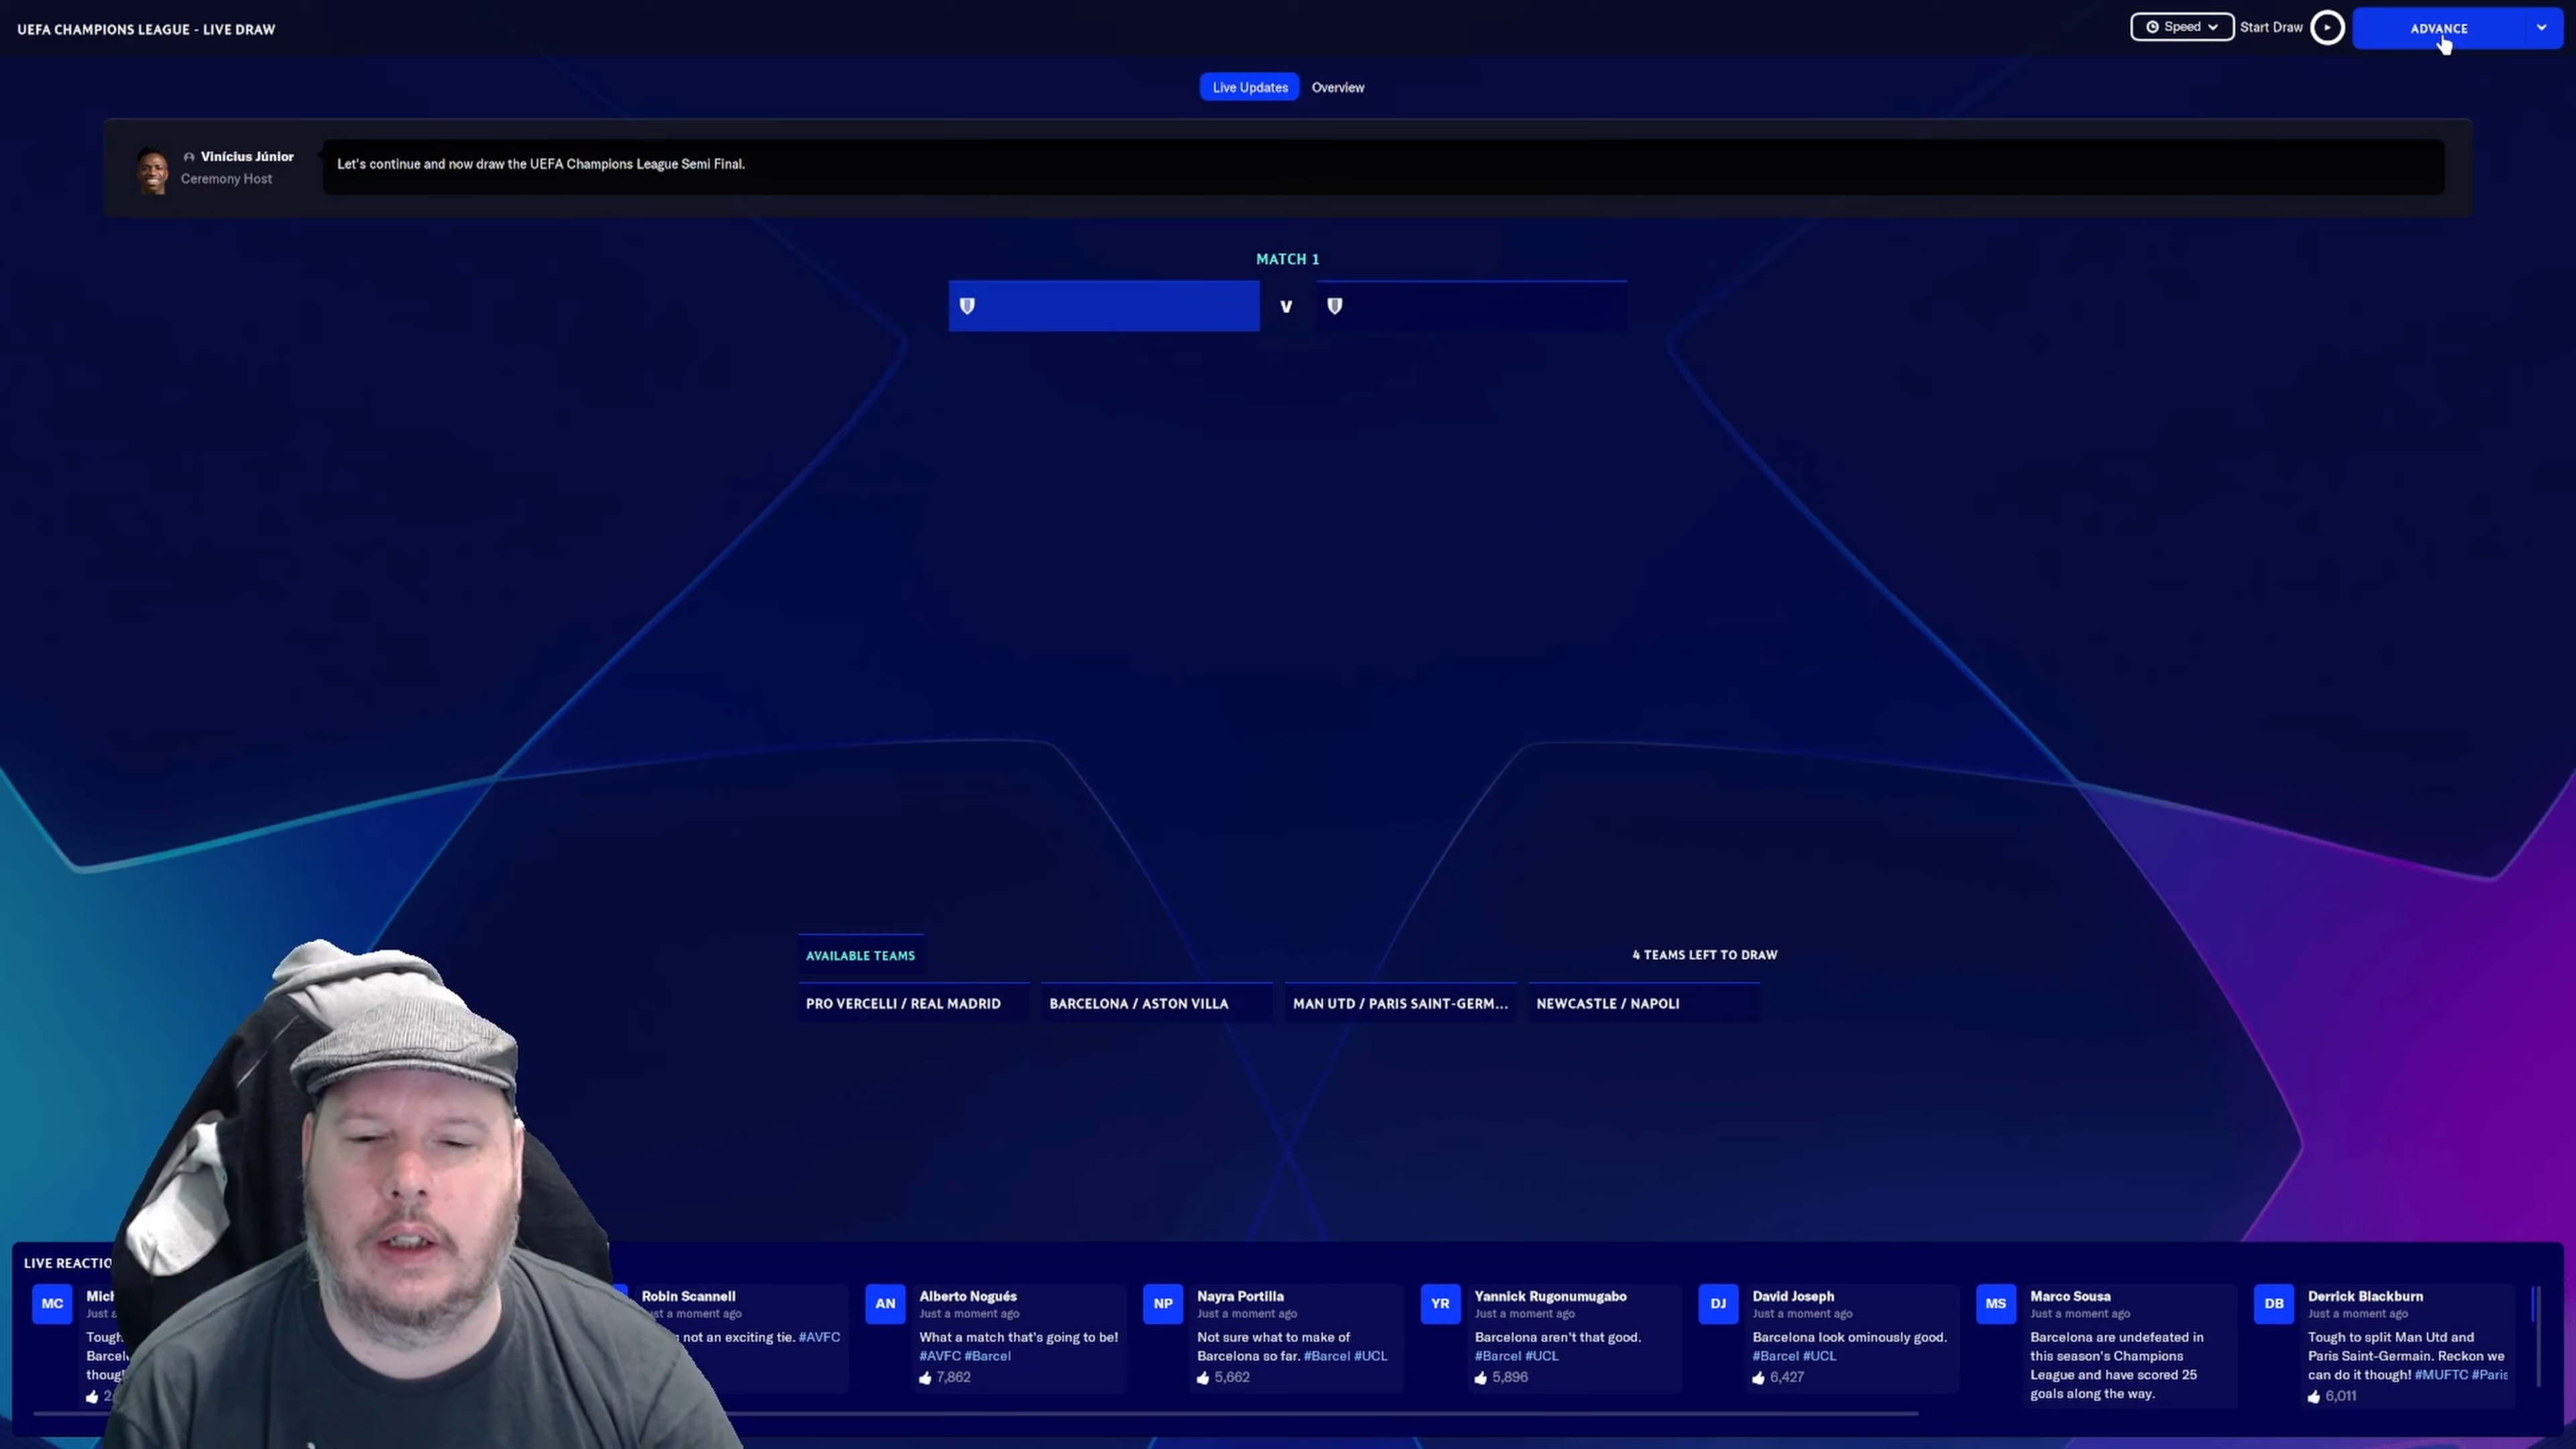 UEFA CHAMPIONS LEAGUE - LIVE DRAW
Speed
Start Draw
ADVANCE
Live Updates
Overview
Vinícius Júnior
Ceremony Host
Let's continue and now draw the UEFA Champions League Semi Final.
MATCH 1
v
AVAILABLE TEAMS
4 TEAMS LEFT TO DRAW
PRO VERCELLI / REAL MADRID
BARCELONA / ASTON VILLA
MAN UTD / PARIS SAINT-GERM...
NEWCASTLE / NAPOLI
LIVE
MC
Just
Robin Scannell
just a moment ago
not an exciting tie. #AVFC
AN
Alberto Nogués
Just a moment ago
What a match that's going to be!
#AVFC #Barcel
7,862
NP
Nayra Portilla
Just a moment ago
Not sure what to make of
Barcelona so far. #Barcel #UCL
5,662
YR
Yannick Rugonumugabo
Just a moment ago
Barcelona aren't that good.
#Barcel #UCL
5,896
DJ
David Joseph
Just a moment ago
Barcelona look ominously good.
#Barcel #UCL
6,427
MS
Marco Sousa
Just a moment ago
Barcelona are undefeated in
this season's Champions
League and have scored 25
goals along the way.
DB
Derrick Blackburn
Just a moment ago
Tough to split Man Utd and
Paris Saint-Germain. Reckon we
can do it though! #MUFTC #Paris
6,011